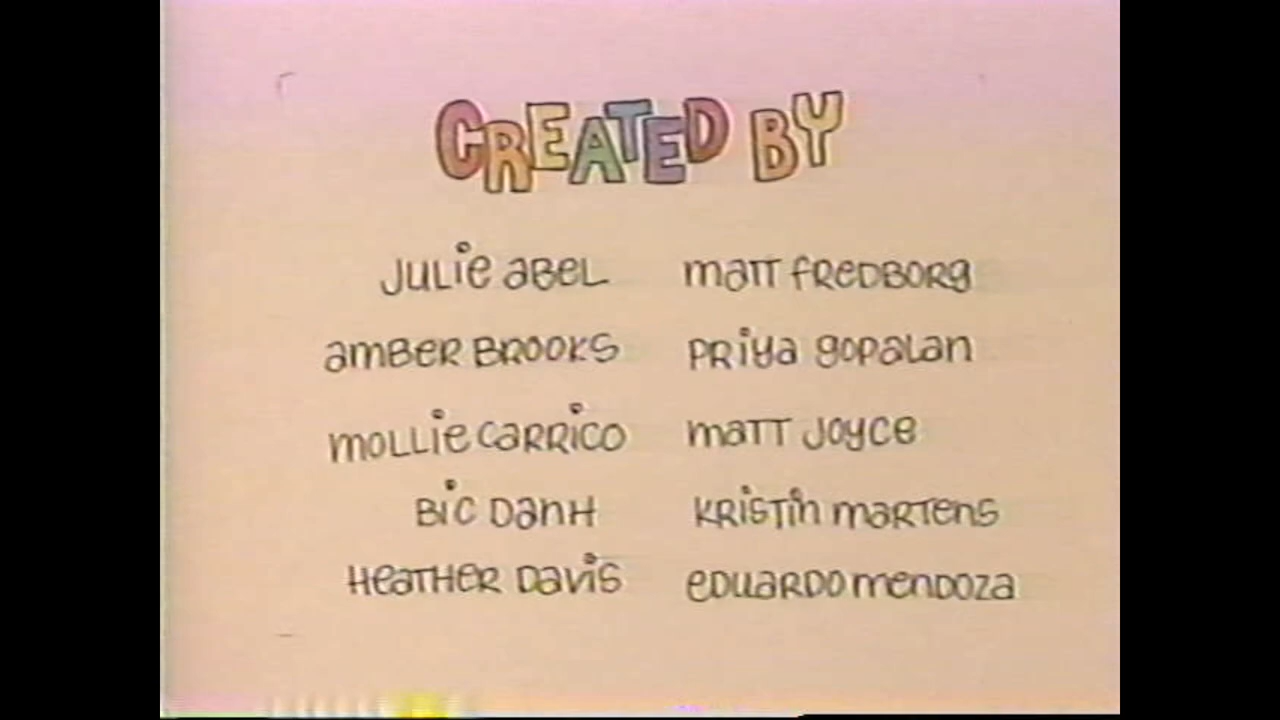 CREATED BY
JULie aBEL MaTT FREDBORG
aMBER BROOKS PRiYa GOPaLan
MOLLie CaRRiCO MaTT JOYCe
BiC DanH KRiSTin MaRTenS
HeaTHeR DaViS eDUaRDO MenDOZa